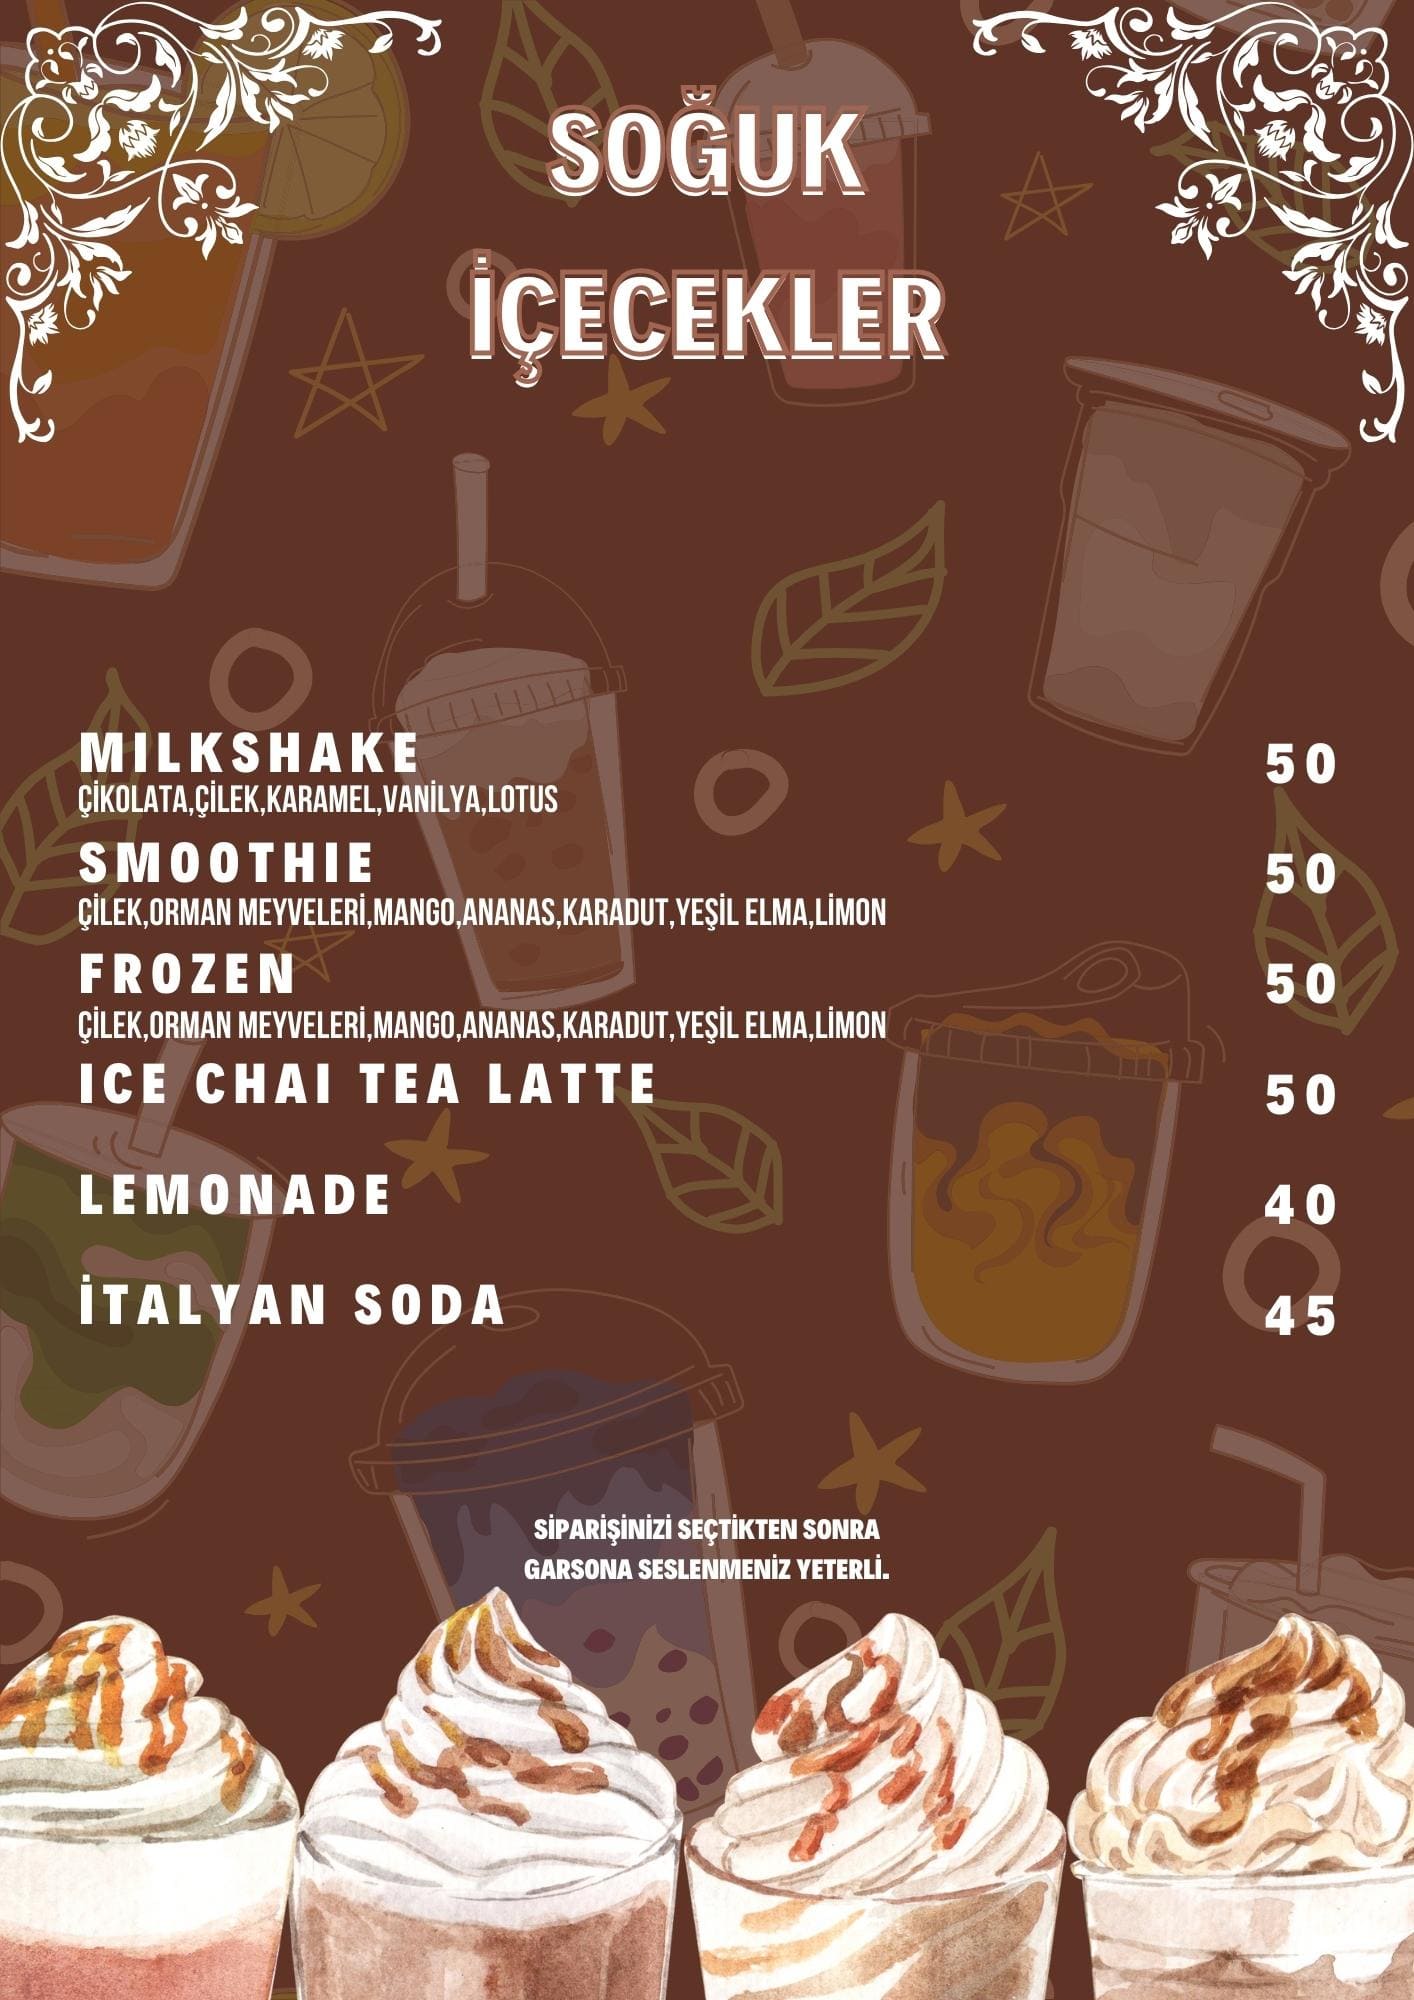 SOĞUK
İÇECEKLER
MILKSHAKE 50
ÇİKOLATA,ÇİLEK,KARAMEL,VANİLYA,LOTUS
SMOOTHIE 50
ÇİLEK,ORMAN MEYVELERİ,MANGO,ANANAS,KARADUT,YEŞİL ELMA,LİMON
FROZEN 50
ÇİLEK,ORMAN MEYVELERİ,MANGO,ANANAS,KARADUT,YEŞİL ELMA,LİMON
ICE CHAI TEA LATTE 50
LEMONADE 40
İTALYAN SODA 45
SİPARİŞİNİZİ SEÇTİKTEN SONRA
GARSONA SESLENMENİZ YETERLİ.